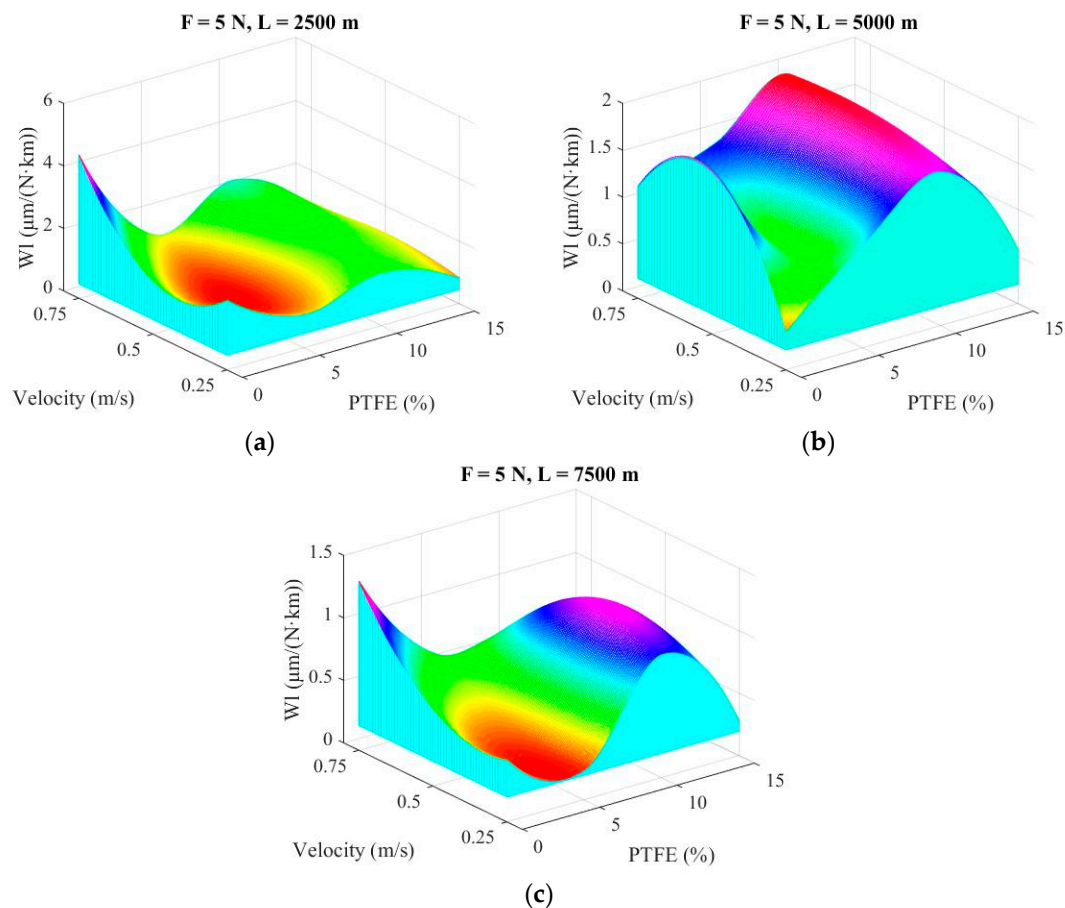 F = 5 N, L = 2500 m
6
4
2
0
Wl (µm/(N·km))
0.75
0.5
0.25
Velocity (m/s)
0
5
10
15
PTFE (%)
(a)
F = 5 N, L = 5000 m
2
1.5
1
0.5
0
Wl (µm/(N·km))
0.75
0.5
0.25
Velocity (m/s)
0
5
10
15
PTFE (%)
(b)
F = 5 N, L = 7500 m
1.5
1
0.5
0
Wl (µm/(N·km))
0.75
0.5
0.25
Velocity (m/s)
0
5
10
15
PTFE (%)
(c)